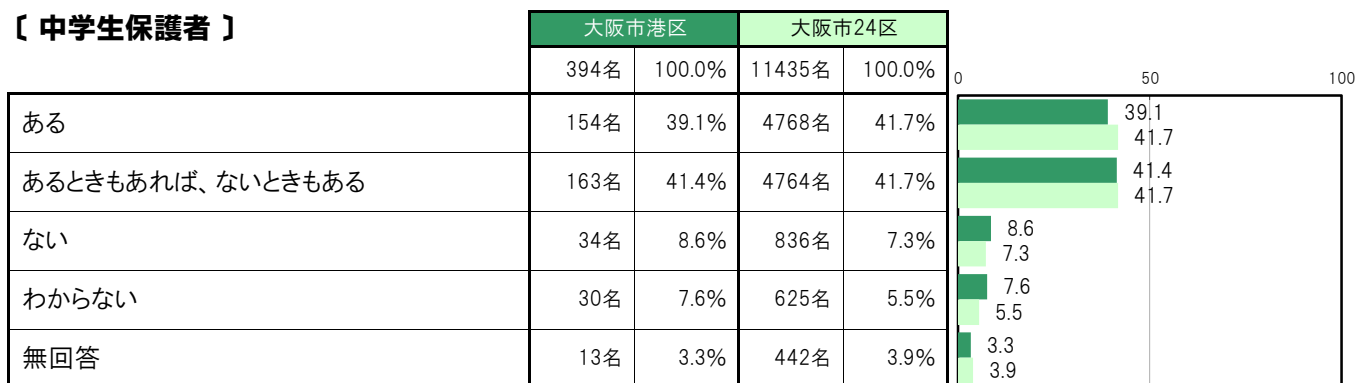 〔 中学生保護者 〕
大阪市港区 大阪市24区
394名 100.0% 11435名 100.0%
0 50 100
ある 154名 39.1% 4768名 41.7%
39.1
41.7
あるときもあれば、ないときもある 163名 41.4% 4764名 41.7%
41.4
41.7
ない 34名 8.6% 836名 7.3%
8.6
7.3
わからない 30名 7.6% 625名 5.5%
7.6
5.5
無回答 13名 3.3% 442名 3.9%
3.3
3.9